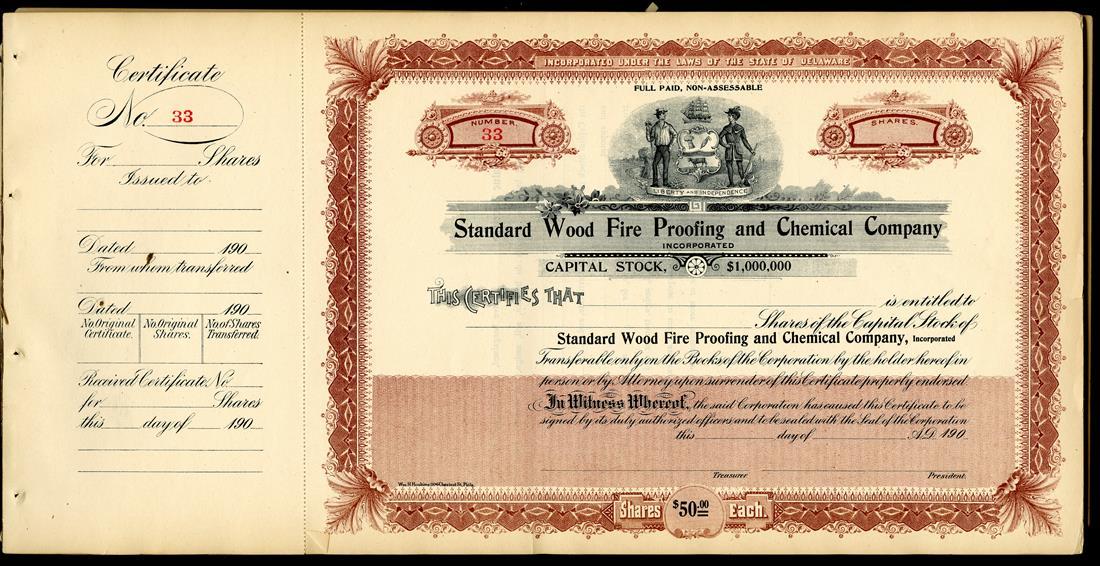 Certificate
No. 33
For Shares
Issued to
Dated 190
From whom transferred
Dated 190
No. Original Certificate. No. Original Shares. No. of Shares Transferred.
Received Certificate No.
for Shares
this day of 190
INCORPORATED UNDER THE LAWS OF THE STATE OF DELAWARE
FULL PAID, NON-ASSESSABLE
NUMBER
33
SHARES.
LIBERTY AND INDEPENDENCE
Standard Wood Fire Proofing and Chemical Company
INCORPORATED
CAPITAL STOCK, $1,000,000
THIS CERTIFIES THAT is entitled to
Shares of the Capital Stock of
Standard Wood Fire Proofing and Chemical Company, Incorporated
Transferable only on the Books of the Corporation by the holder hereof in
person or by Attorney upon surrender of this Certificate properly endorsed.
In Witness Whereof, the said Corporation has caused this Certificate to be
signed by its duly authorized officers and to be sealed with the Seal of the Corporation
this day of A.D. 190
Treasurer President.
Wm. H. Hoskins 904 Chestnut St. Phila.
Shares $50.00 Each.